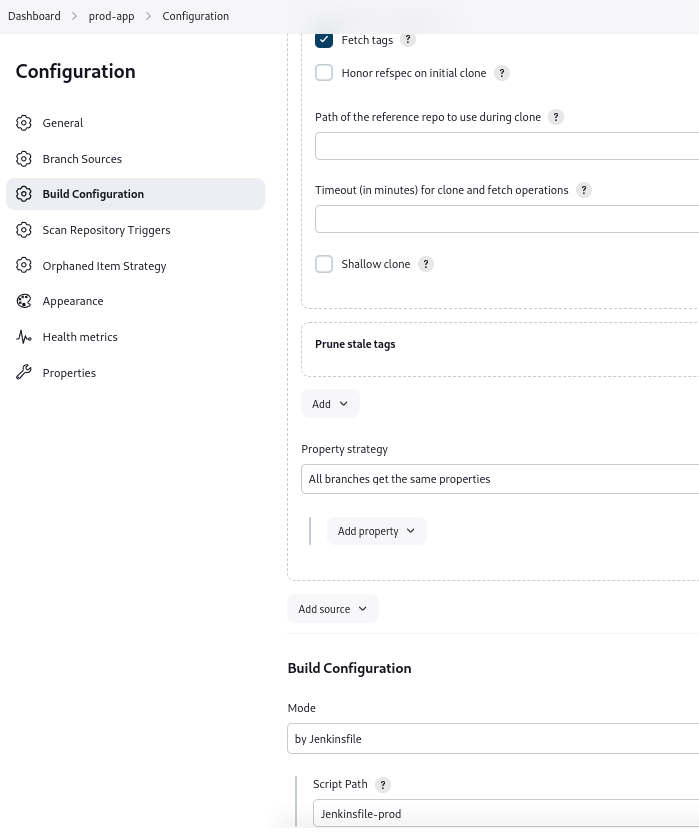 Dashboard > prod-app > Configuration
Configuration
General
Branch Sources
Build Configuration
Scan Repository Triggers
Orphaned Item Strategy
Appearance
Health metrics
Properties
Fetch tags ?
Honor refspec on initial clone ?
Path of the reference repo to use during clone ?
Timeout (in minutes) for clone and fetch operations ?
Shallow clone ?
Prune stale tags
Add
Property strategy
All branches get the same properties
Add property
Add source
Build Configuration
Mode
by Jenkinsfile
Script Path ?
Jenkinsfile-prod